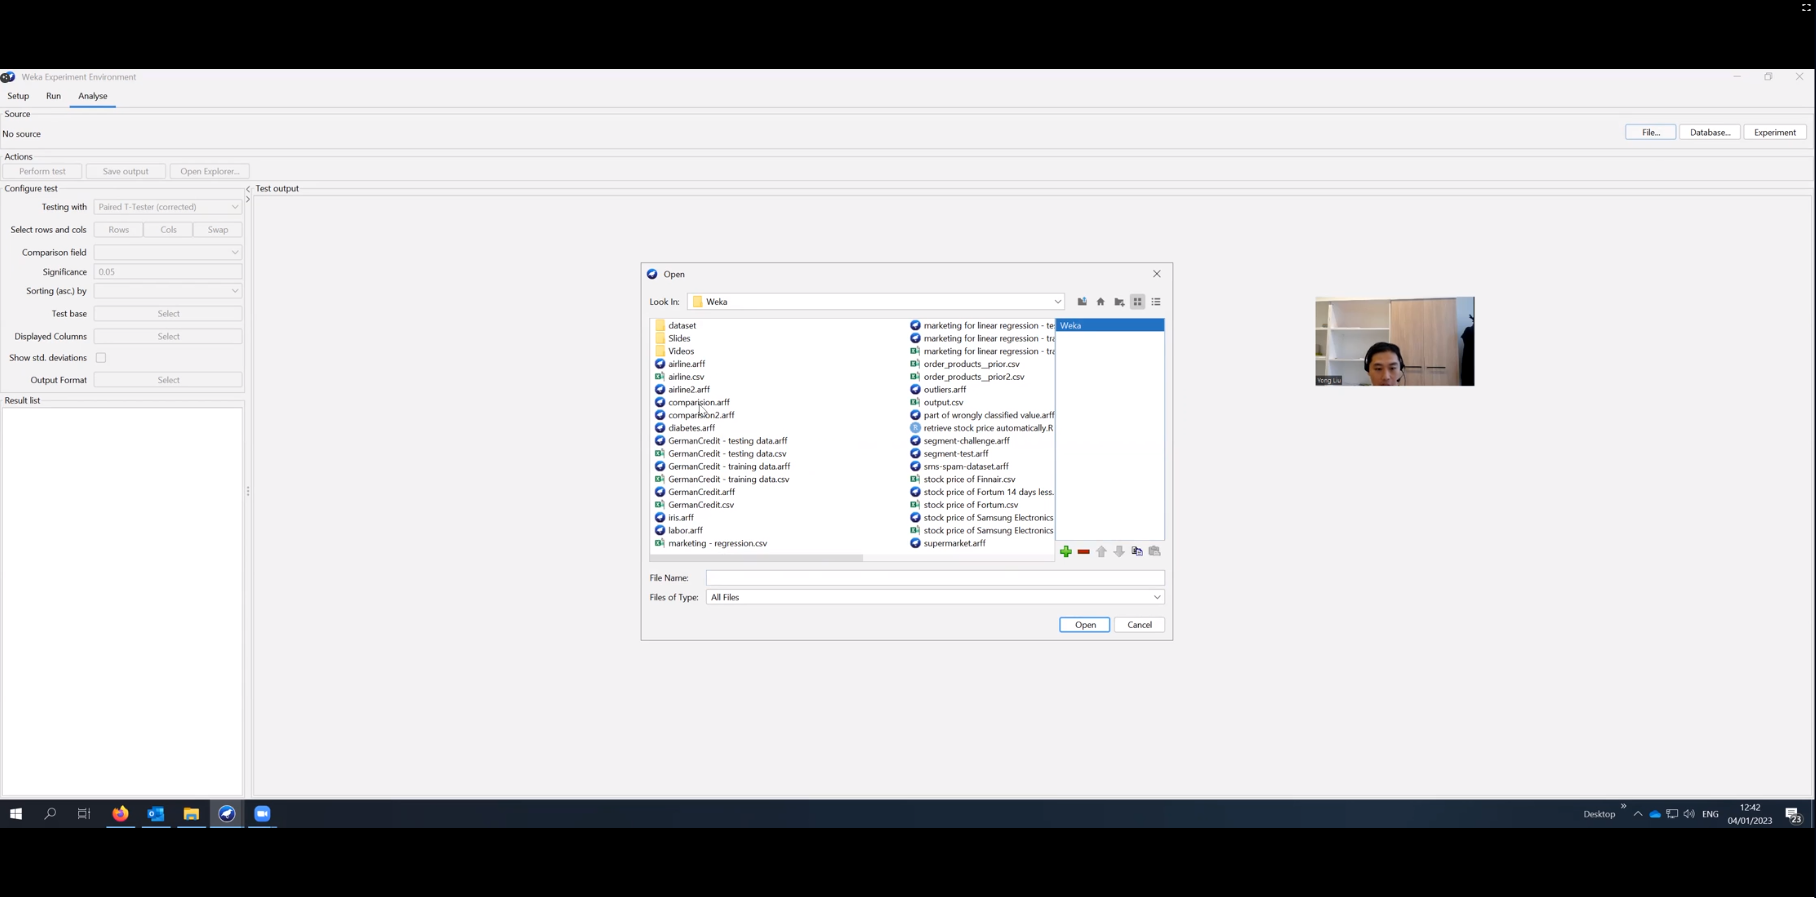 Weka Experiment Environment
Setup Run Analyse
Source
No source
File... Database... Experiment
Actions
Perform test Save output Open Explorer...
Configure test
Testing with Paired T-Tester (corrected)
Select rows and cols Rows Cols Swap
Comparison field
Significance 0.05
Sorting (asc.) by
Test base Select
Displayed Columns Select
Show std. deviations
Output Format Select
Result list
Test output
Open
Look In: Weka
dataset
Slides
Videos
airline.arff
airline.csv
airline2.arff
comparision.arff
comparision2.arff
diabetes.arff
GermanCredit - testing data.arff
GermanCredit - testing data.csv
GermanCredit - training data.arff
GermanCredit - training data.csv
GermanCredit.arff
GermanCredit.csv
iris.arff
labor.arff
marketing - regression.csv
marketing for linear regression - te
marketing for linear regression - tra
marketing for linear regression - tra
order_products__prior.csv
order_products__prior2.csv
outliers.arff
output.csv
part of wrongly classified value.arff
retrieve stock price automatically.R
segment-challenge.arff
segment-test.arff
sms-spam-dataset.arff
stock price of Finnair.csv
stock price of Fortum 14 days less.
stock price of Fortum.csv
stock price of Samsung Electronics
stock price of Samsung Electronics
supermarket.arff
Weka
File Name:
Files of Type: All Files
Open Cancel
Yong Liu
Desktop
ENG
12:42
04/01/2023
23